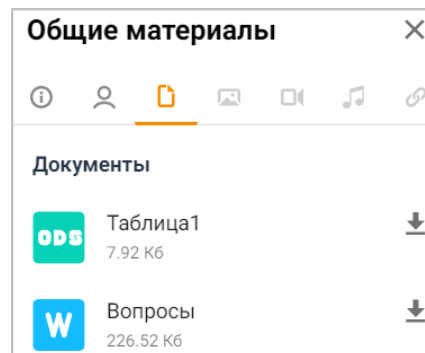 Общие материалы
Документы
ODS
Таблица1
7.92 Кб
W
Вопросы
226.52 Кб